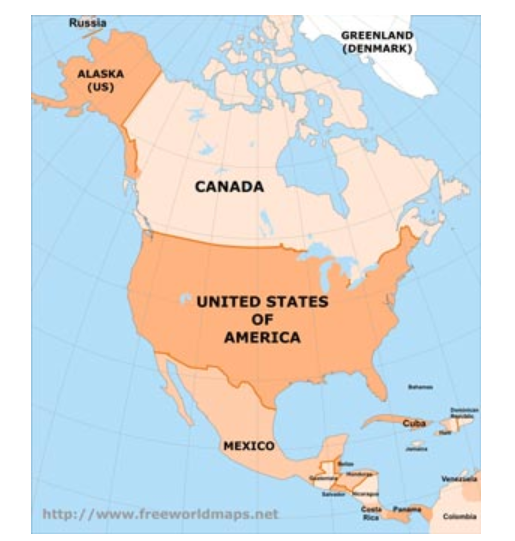 Russia
GREENLAND
(DENMARK)
ALASKA
(US)
CANADA
UNITED STATES
OF
AMERICA
Bahamas
Dominican
Republic
Cuba
Haiti
Jamaica
MEXICO
Belize
Honduras
Guatemala
Venezuela
Salvador
Nicaragua
Costa
Rica
Panama
Colombia
http://www.freeworldmaps.net